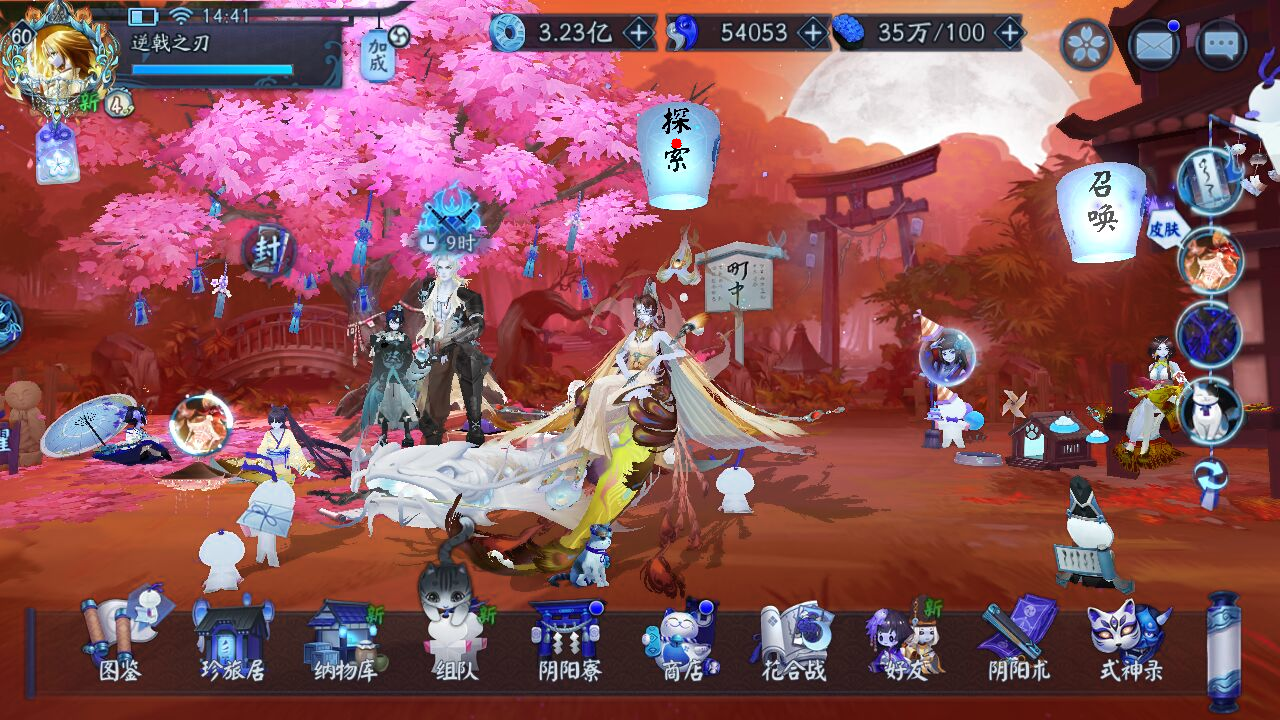 60
14:41
逆戟之刃
新
4
加成
3.23亿
54053
35万/100
探索
召唤
皮肤
封
9时
町中
图鉴
珍旅居
纳物库
新
组队
新
阴阳寮
商店
花合战
好友
新
阴阳术
式神录